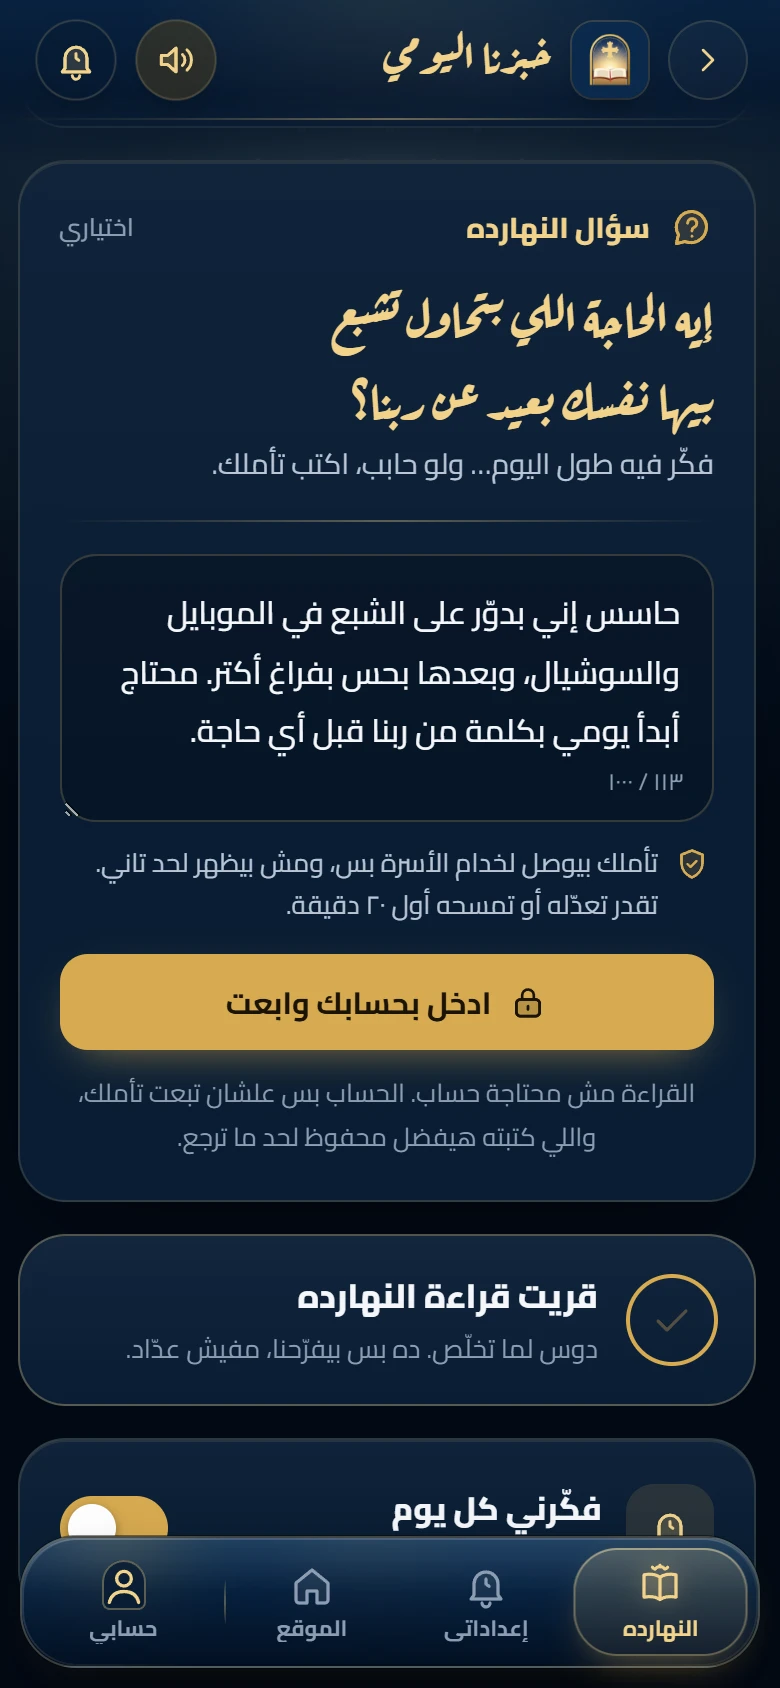 خبزنا اليومي
سؤال النهارده
اختياري
إيه الحاجة اللي بتحاول تشبع
بيها نفسك بعيد عن ربنا؟
فكّر فيه طول اليوم... ولو حابب، اكتب تأملك.
حاسس إني بدوّر على الشبع في الموبايل
والسوشيال، وبعدها بحس بفراغ أكتر. محتاج
أبدأ يومي بكلمة من ربنا قبل أي حاجة.
١١٣ / ١٠٠٠
تأملك بيوصل لخدام الأسرة بس، ومش بيظهر لحد تاني.
تقدر تعدّله أو تمسحه أول ٢٠ دقيقة.
ادخل بحسابك وابعت
القراءة مش محتاجة حساب. الحساب بس علشان تبعت تأملك،
واللي كتبته هيفضل محفوظ لحد ما ترجع.
قريت قراءة النهارده
دوس لما تخلّص. ده بس بيفرّحنا، مفيش عدّاد.
فكّرني كل يوم
النهارده
إعداداتى
الموقع
حسابي